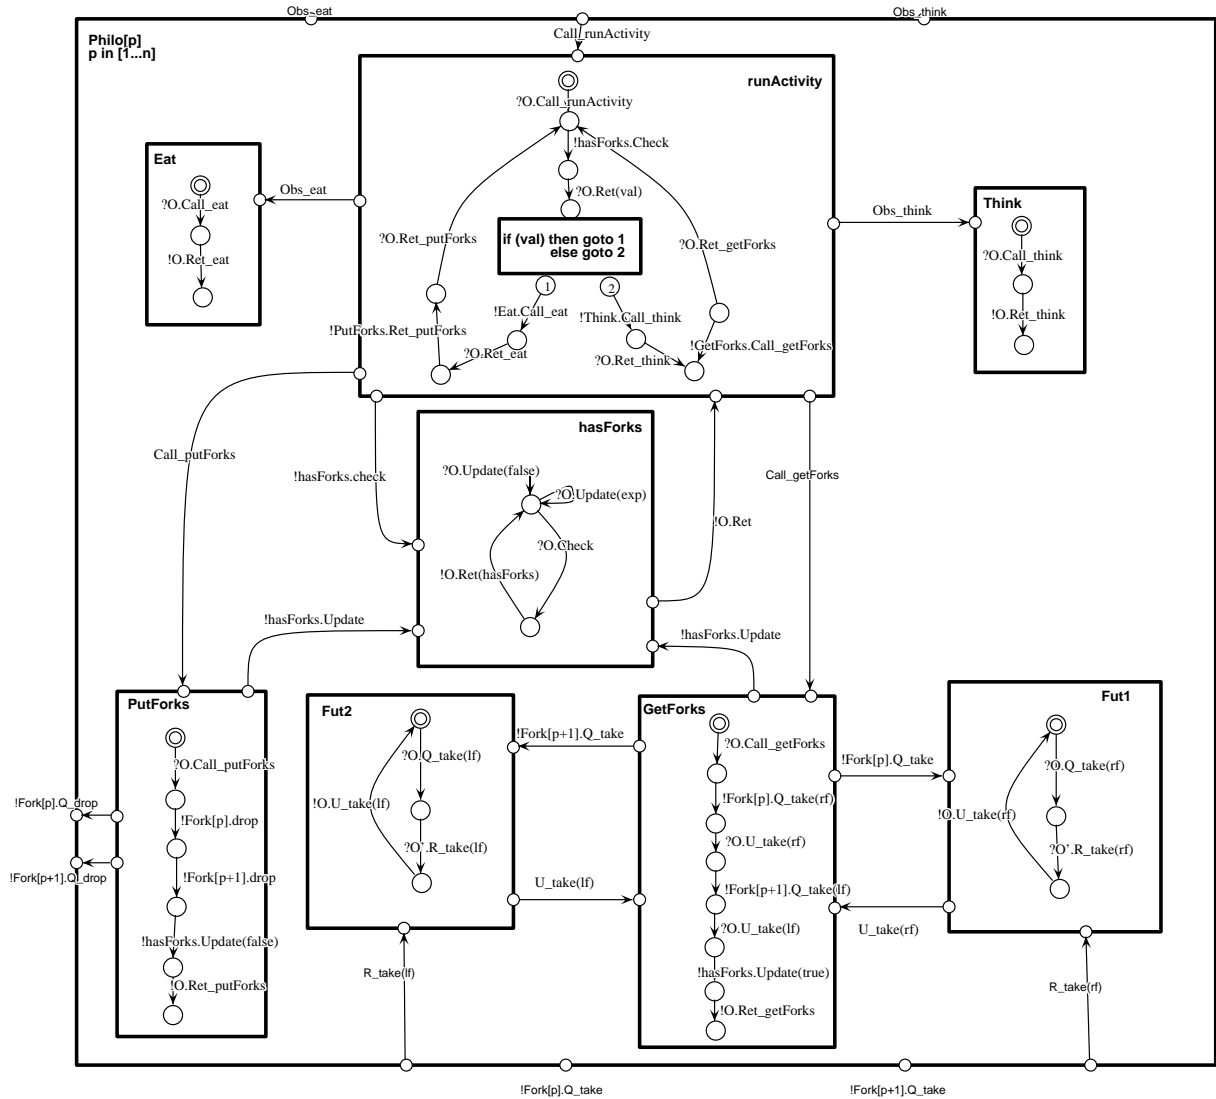 Obs_eat
Obs_think
Philo[p]
p in [1...n]
Call_runActivity
runActivity
?O.Call_runActivity
!hasForks.Check
?O.Ret(val)
if (val) then goto 1
else goto 2
?O.Ret_putForks
?O.Ret_getForks
1
2
!Eat.Call_eat
!Think.Call_think
!PutForks.Ret_putForks
?O.Ret_eat
?O.Ret_think
!GetForks.Call_getForks
Eat
?O.Call_eat
!O.Ret_eat
Obs_eat
Obs_think
Think
?O.Call_think
!O.Ret_think
Call_putForks
!hasForks.check
hasForks
?O.Update(false)
?O.Update(exp)
?O.Check
!O.Ret(hasForks)
Call_getForks
!O.Ret
!hasForks.Update
!hasForks.Update
PutForks
?O.Call_putForks
!Fork[p].drop
!Fork[p+1].drop
!hasForks.Update(false)
!O.Ret_putForks
!Fork[p].Q_drop
!Fork[p+1].Q_drop
Fut2
?O.Q_take(lf)
!O.U_take(lf)
?O'.R_take(lf)
!Fork[p+1].Q_take
U_take(lf)
R_take(lf)
GetForks
?O.Call_getForks
!Fork[p].Q_take(rf)
?O.U_take(rf)
!Fork[p+1].Q_take(lf)
?O.U_take(lf)
!hasForks.Update(true)
!O.Ret_getForks
!Fork[p].Q_take
U_take(rf)
Fut1
?O.Q_take(rf)
!O.U_take(rf)
?O'.R_take(rf)
R_take(rf)
!Fork[p].Q_take
!Fork[p+1].Q_take